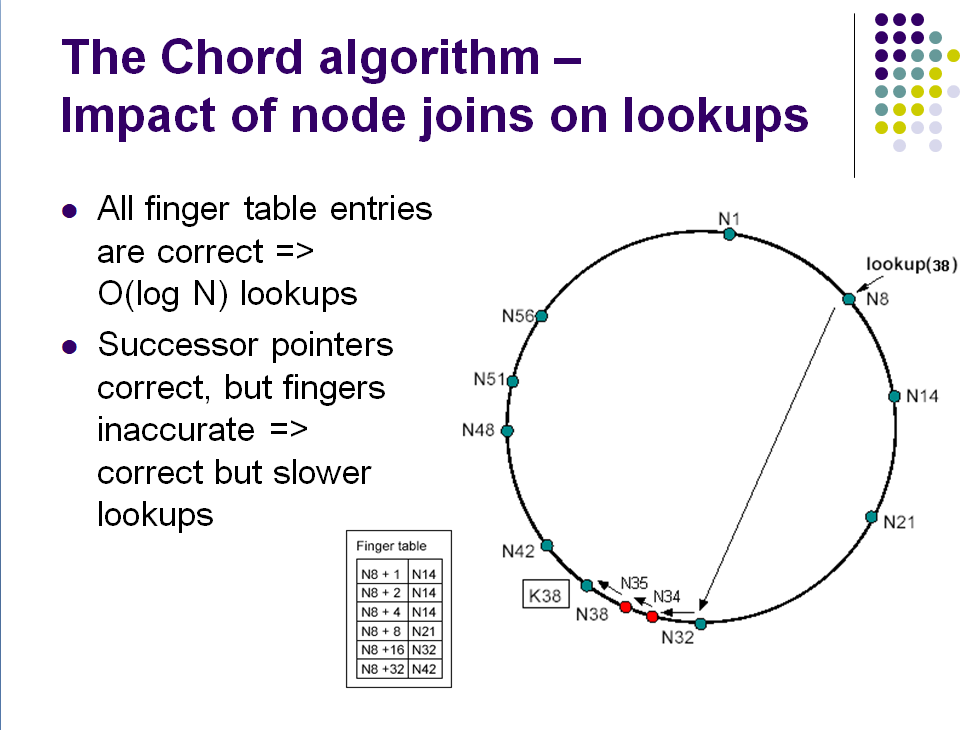 The Chord algorithm –
Impact of node joins on lookups
● All finger table entries
are correct =>
O(log N) lookups
● Successor pointers
correct, but fingers
inaccurate =>
correct but slower
lookups
Finger table
N8 + 1 N14
N8 + 2 N14
N8 + 4 N14
N8 + 8 N21
N8 +16 N32
N8 +32 N42
N1
lookup(38)
N8
N14
N21
N32
N34
N35
N38
K38
N42
N48
N51
N56